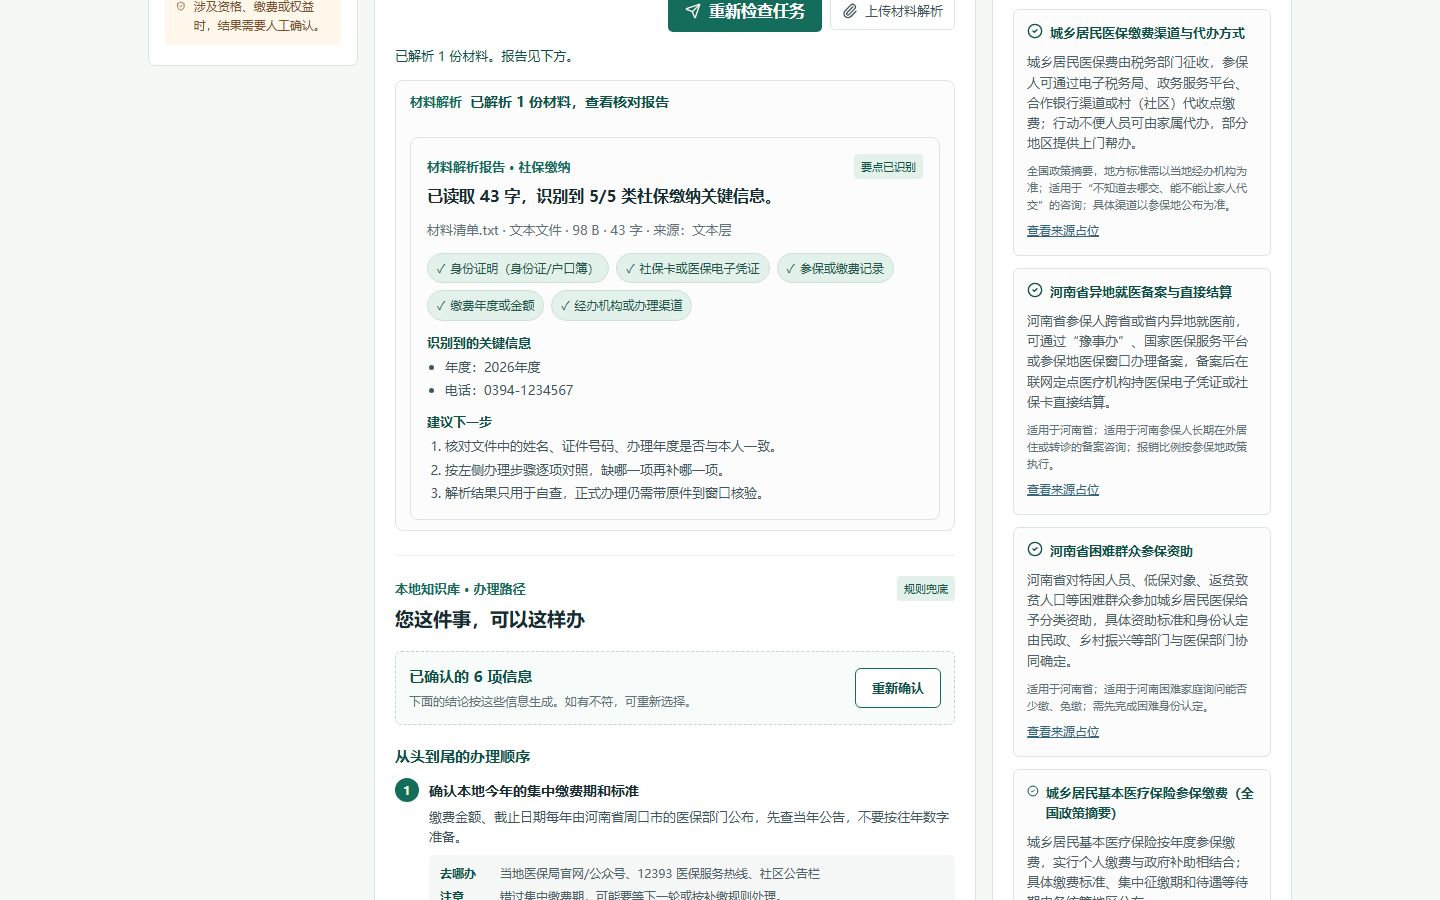 涉及资格、缴费或权益
时，结果需要人工确认。
重新检查任务
上传材料解析
已解析 1 份材料。报告见下方。
材料解析 已解析 1 份材料，查看核对报告
材料解析报告 • 社保缴纳
要点已识别
已读取 43 字，识别到 5/5 类社保缴纳关键信息。
材料清单.txt · 文本文件 · 98 B · 43 字 · 来源：文本层
✓ 身份证明（身份证/户口簿）
✓ 社保卡或医保电子凭证
✓ 参保或缴费记录
✓ 缴费年度或金额
✓ 经办机构或办理渠道
识别到的关键信息
• 年度：2026年度
• 电话：0394-1234567
建议下一步
1. 核对文件中的姓名、证件号码、办理年度是否与本人一致。
2. 按左侧办理步骤逐项对照，缺哪一项再补哪一项。
3. 解析结果只用于自查，正式办理仍需带原件到窗口核验。
本地知识库 • 办理路径
规则兜底
您这件事，可以这样办
已确认的 6 项信息
下面的结论按这些信息生成。如有不符，可重新选择。
重新确认
从头到尾的办理顺序
1 确认本地今年的集中缴费期和标准
缴费金额、截止日期每年由河南省周口市的医保部门公布，先查当年公告，不要按往年数字
准备。
去哪办 当地医保局官网/公众号、12393 医保服务热线、社区公告栏
注意 错过集中缴费期，可能要等下一轮或按补缴规则处理。
城乡居民医保缴费渠道与代办方式
城乡居民医保费由税务部门征收，参保
人可通过电子税务局、政务服务平台、
合作银行渠道或村（社区）代收点缴
费；行动不便人员可由家属代办，部分
地区提供上门帮办。
全国政策摘要，地方标准需以当地经办机构为
准；适用于“不知道去哪交、能不能让家人代
交”的咨询；具体渠道以参保地公布为准。
查看来源占位
河南省异地就医备案与直接结算
河南省参保人跨省或省内异地就医前，
可通过“豫事办”、国家医保服务平台
或参保地医保窗口办理备案，备案后在
联网定点医疗机构持医保电子凭证或社
保卡直接结算。
适用于河南省；适用于河南参保人长期在外居
住或转诊的备案咨询；报销比例按参保地政策
执行。
查看来源占位
河南省困难群众参保资助
河南省对特困人员、低保对象、返贫致
贫人口等困难群众参加城乡居民医保给
予分类资助，具体资助标准和身份认定
由民政、乡村振兴等部门与医保部门协
同确定。
适用于河南省；适用于河南困难家庭询问能否
少缴、免缴；需先完成困难身份认定。
查看来源占位
城乡居民基本医疗保险参保缴费（全
国政策摘要）
城乡居民基本医疗保险按年度参保缴
费，实行个人缴费与政府补助相结合；
具体缴费标准、集中征缴期和待遇等待
期由各统筹地区公布